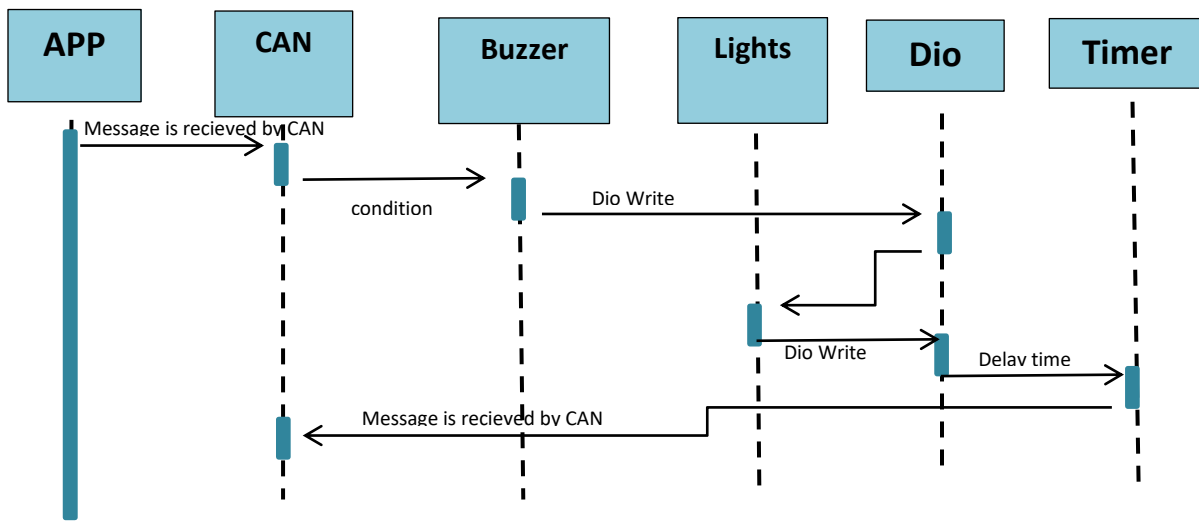 APP
CAN
Buzzer
Lights
Dio
Timer
Message is recieved by CAN
condition
Dio Write
Dio Write
Delay time
Message is recieved by CAN